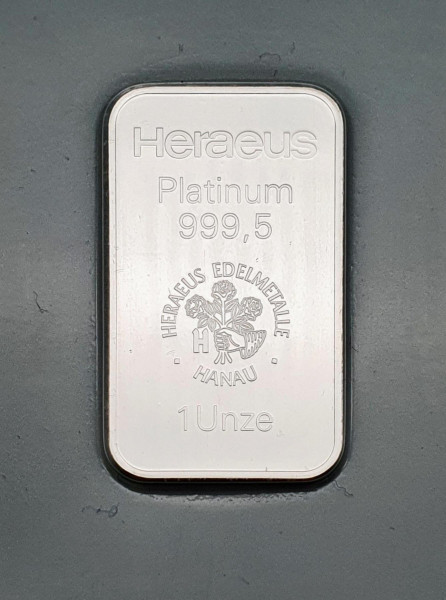 Heraeus
Platinum
999,5
HERAEUS EDELMETALLE
H
· HANAU ·
1 Unze